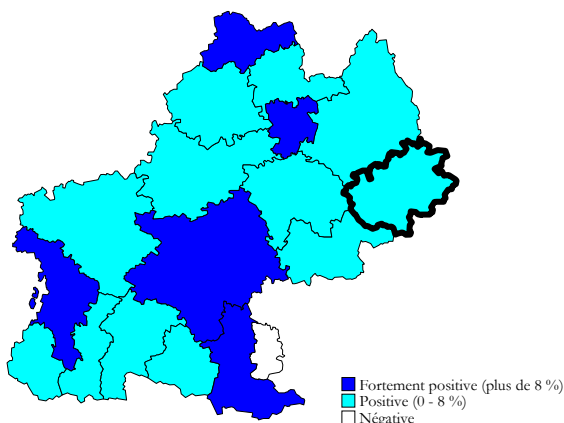 Fortement positive (plus de 8 %)
Positive (0 - 8 %)
Négative